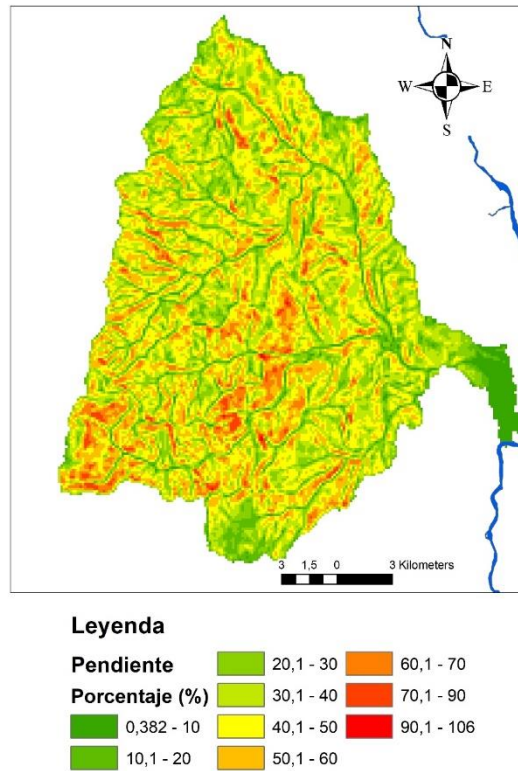 N
W E
S
3 1,5 0 3 Kilometers
Leyenda
Pendiente
Porcentaje (%)
0,382 - 10
10,1 - 20
20,1 - 30
30,1 - 40
40,1 - 50
50,1 - 60
60,1 - 70
70,1 - 90
90,1 - 106